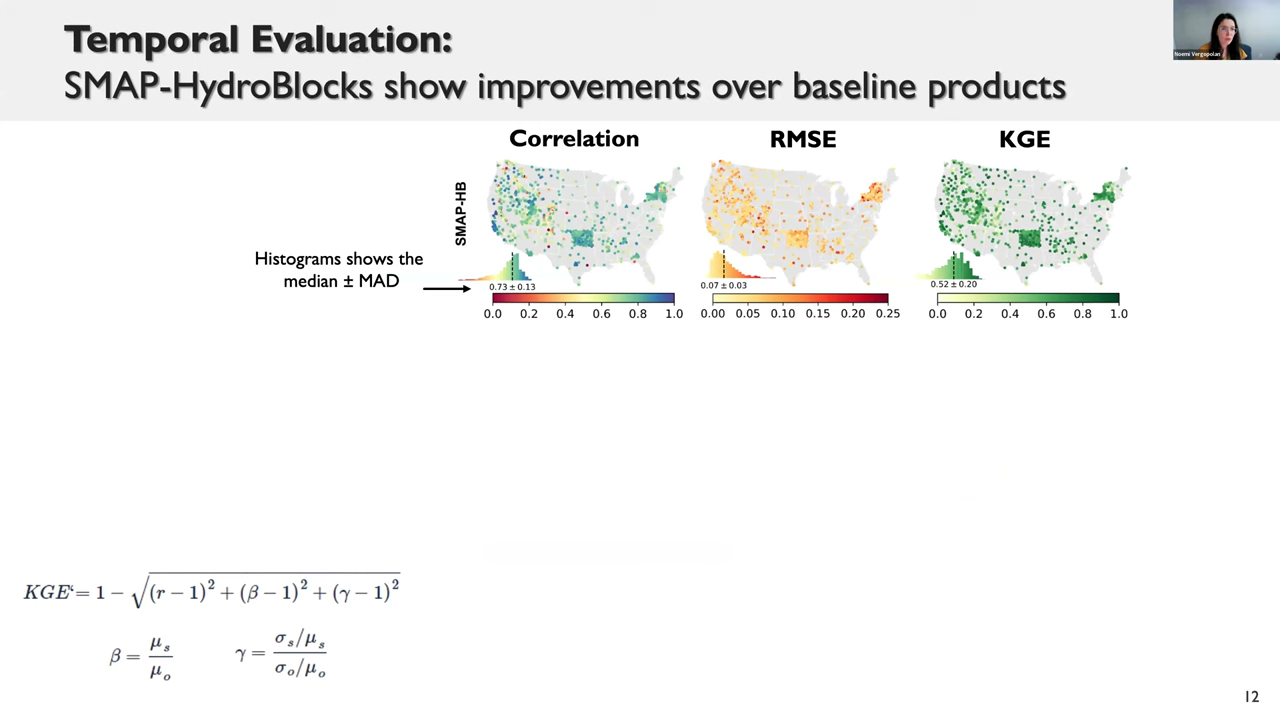 Temporal Evaluation:
SMAP-HydroBlocks show improvements over baseline products
Noemi Vergopolan
Correlation RMSE KGE
SMAP-HB
Histograms shows the
median ± MAD
0.73 ± 0.13 0.07 ± 0.03 0.52 ± 0.20
0.0 0.2 0.4 0.6 0.8 1.0 0.00 0.05 0.10 0.15 0.20 0.25 0.0 0.2 0.4 0.6 0.8 1.0
KGE‘ = 1 − √(r − 1)² + (β − 1)² + (γ − 1)²
β = μₛ / μₒ γ = σₛ/μₛ / σₒ/μₒ
12